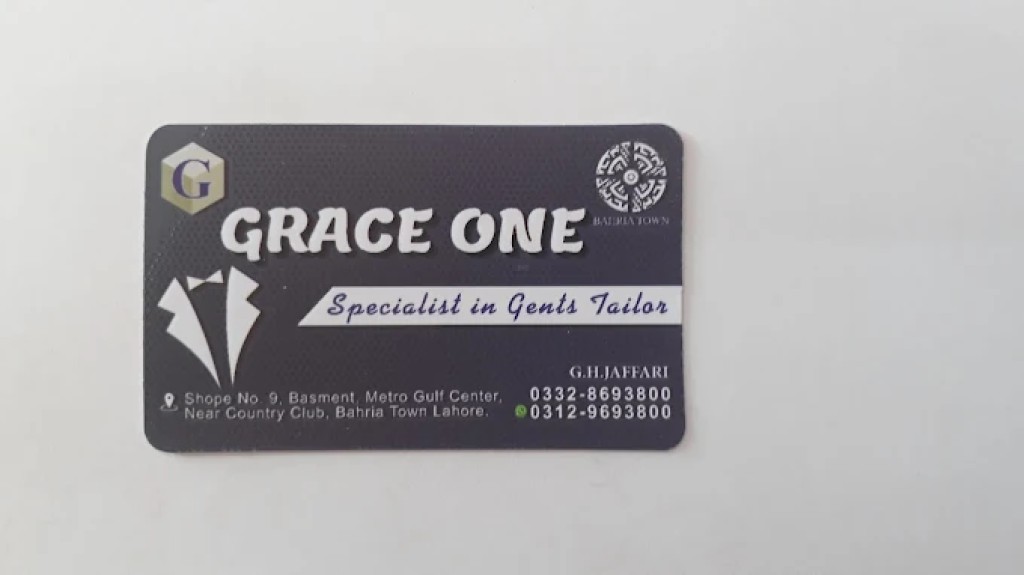 G
GRACE ONE
BAHRIA TOWN
Specialist in Gents Tailor
G.H.JAFFARI
Shope No. 9, Basment, Metro Gulf Center,
Near Country Club, Bahria Town Lahore.
0332-8693800
0312-9693800